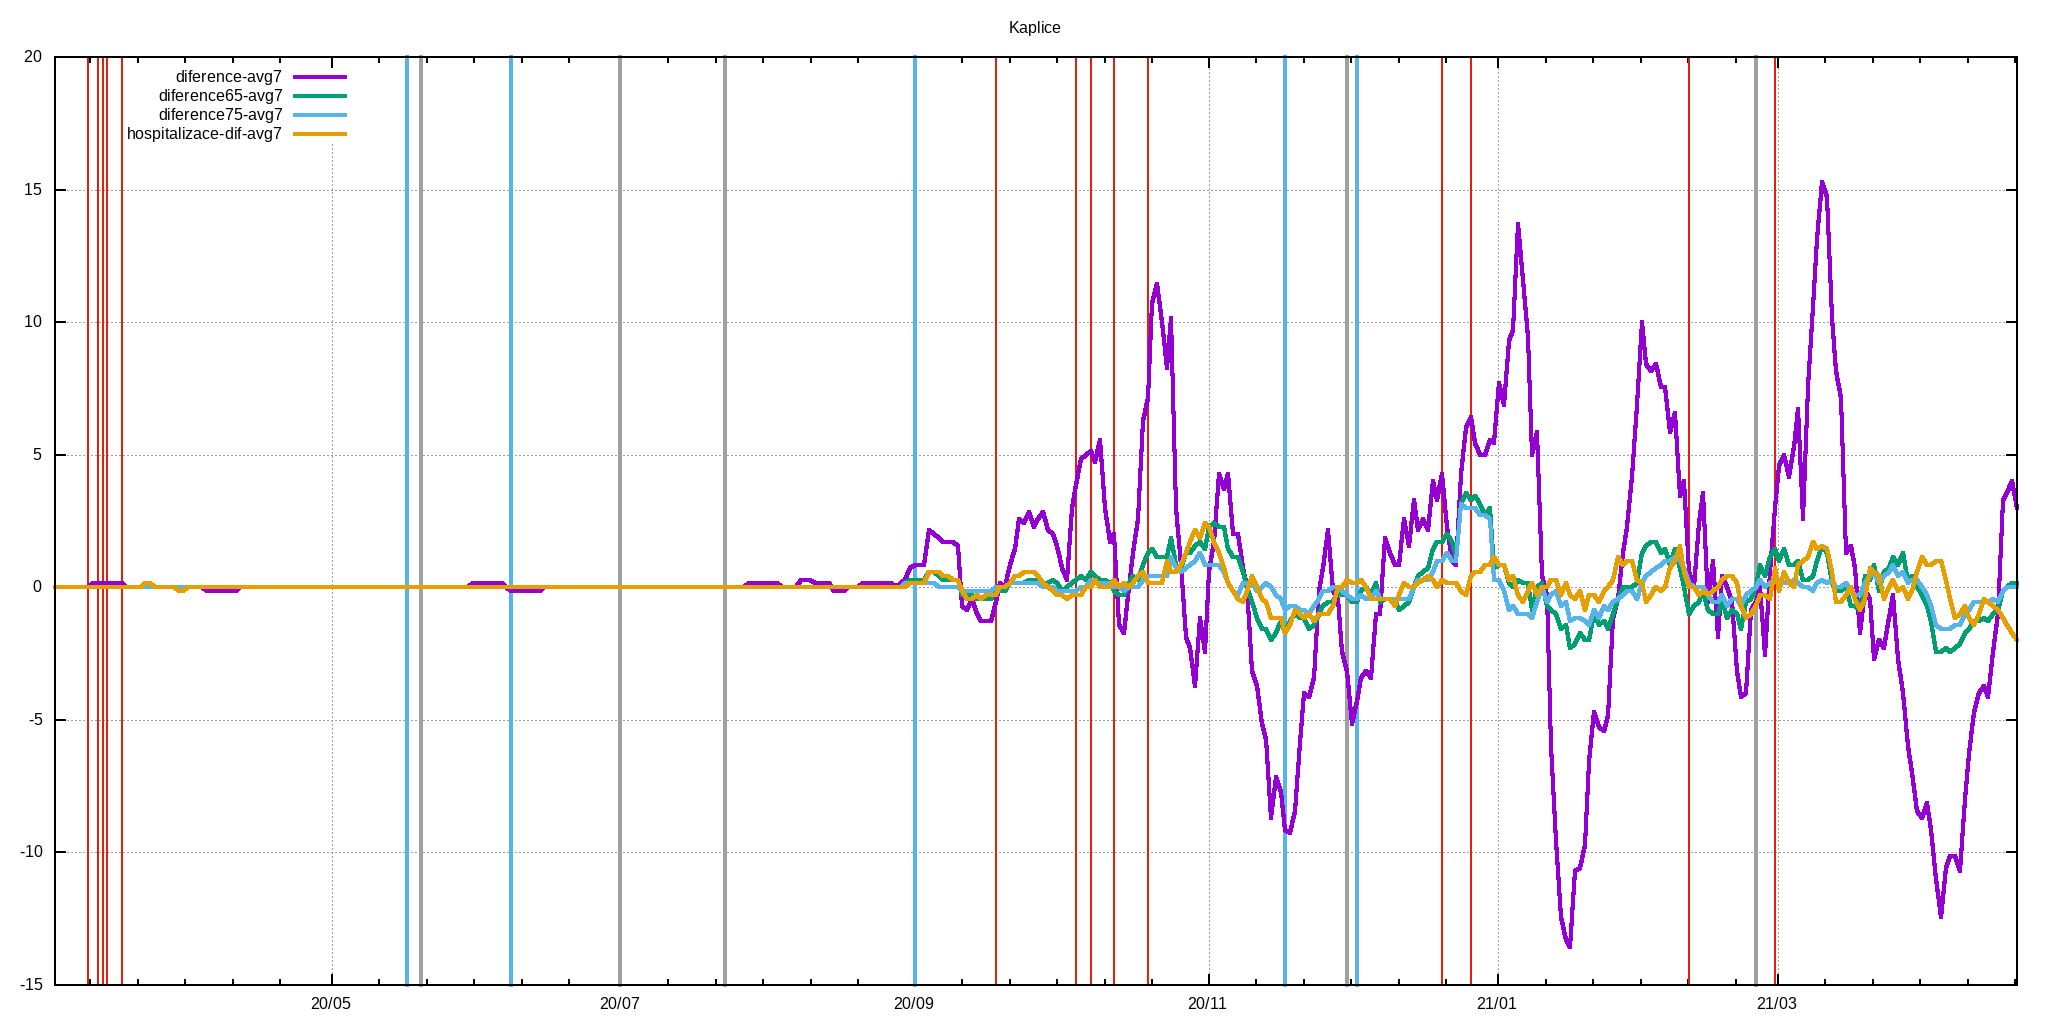 Kaplice
diference-avg7
diference65-avg7
diference75-avg7
hospitalizace-dif-avg7
20
15
10
5
0
-5
-10
-15
20/05 20/07 20/09 20/11 21/01 21/03